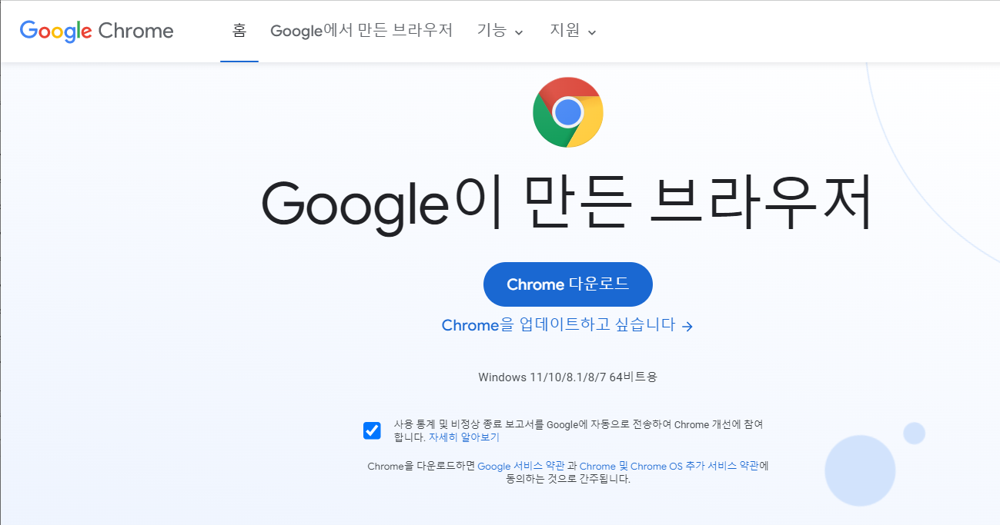 Google Chrome
홈
Google에서 만든 브라우저
기능
지원
Google이 만든 브라우저
Chrome 다운로드
Chrome을 업데이트하고 싶습니다 →
Windows 11/10/8.1/8/7 64비트용
사용 통계 및 비정상 종료 보고서를 Google에 자동으로 전송하여 Chrome 개선에 참여
합니다. 자세히 알아보기
Chrome을 다운로드하면 Google 서비스 약관 과 Chrome 및 Chrome OS 추가 서비스 약관에
동의하는 것으로 간주됩니다.